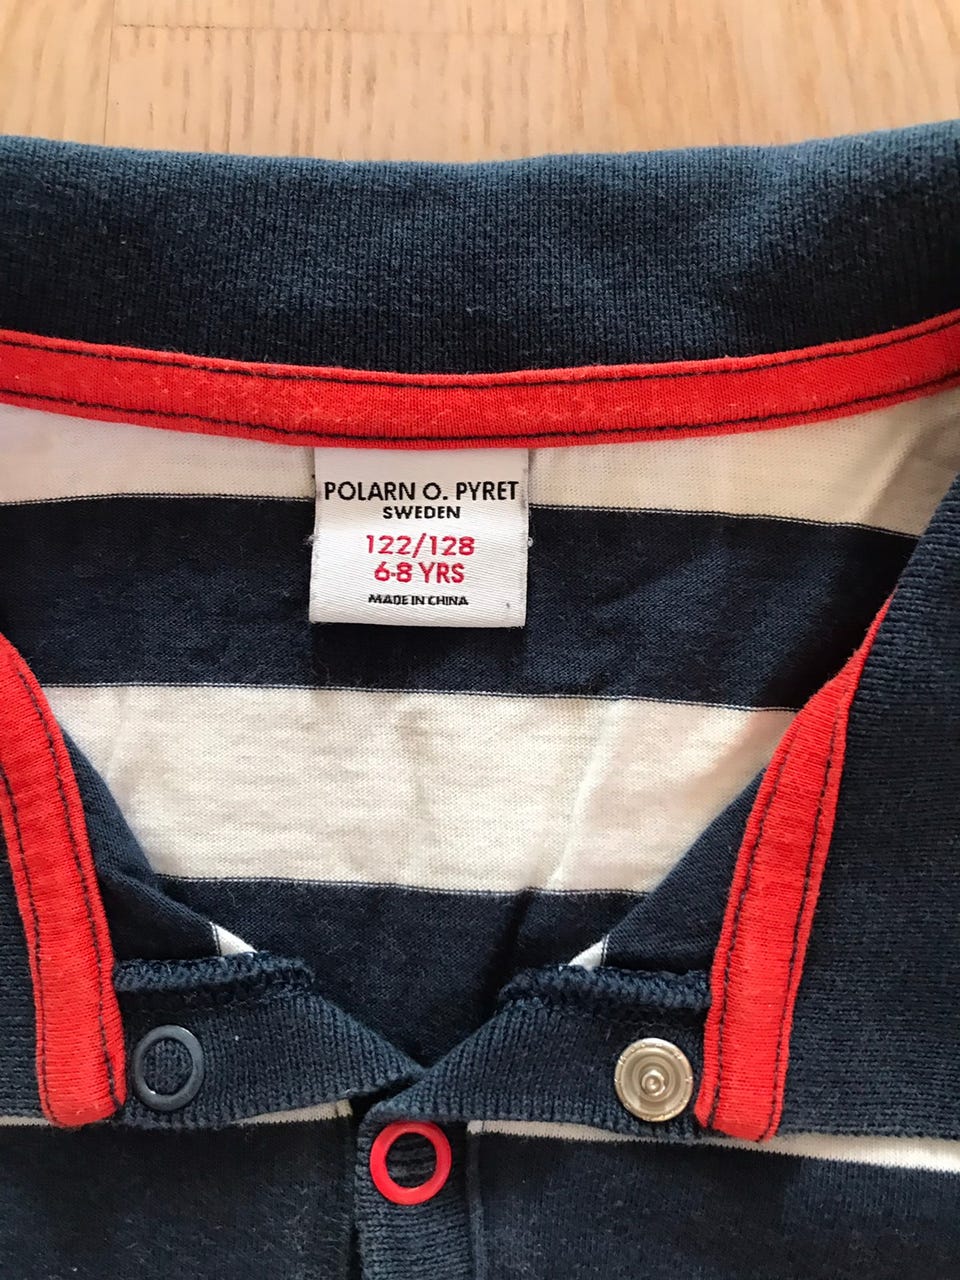 POLARN O. PYRET
SWEDEN
122/128
6-8 YRS
MADE IN CHINA